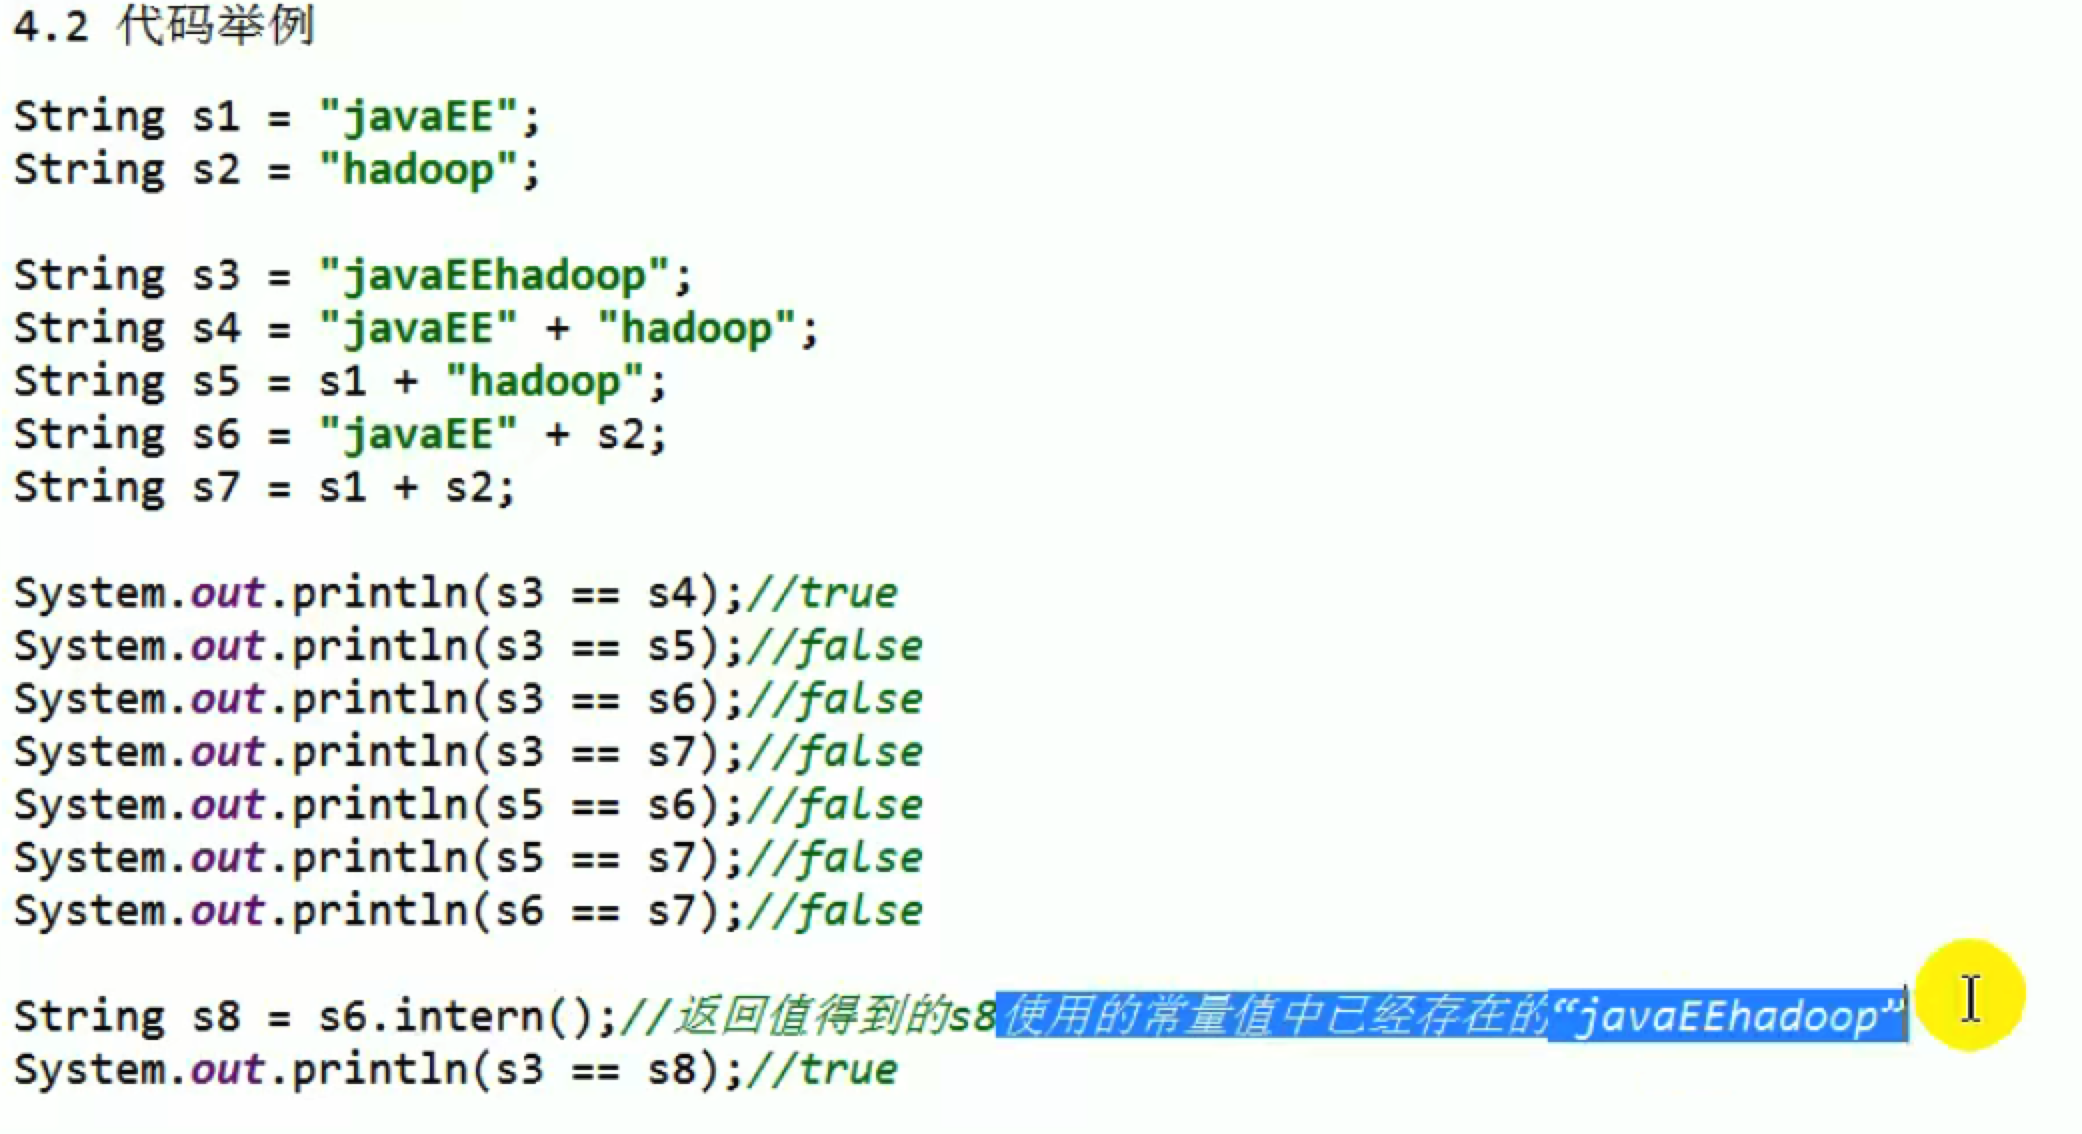 4.2 代码举例
String s1 = "javaEE";
String s2 = "hadoop";
String s3 = "javaEEhadoop";
String s4 = "javaEE" + "hadoop";
String s5 = s1 + "hadoop";
String s6 = "javaEE" + s2;
String s7 = s1 + s2;
System.out.println(s3 == s4);//true
System.out.println(s3 == s5);//false
System.out.println(s3 == s6);//false
System.out.println(s3 == s7);//false
System.out.println(s5 == s6);//false
System.out.println(s5 == s7);//false
System.out.println(s6 == s7);//false
String s8 = s6.intern();//返回值得到的s8使用的常量值中已经存在的“javaEEhadoop”
System.out.println(s3 == s8);//true